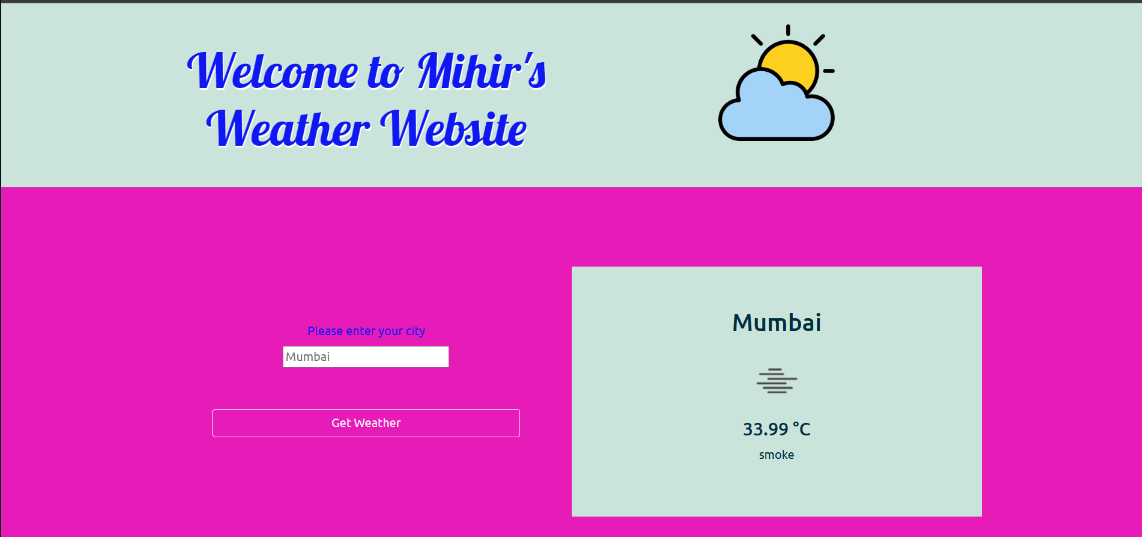 Welcome to Mihir's
Weather Website
Please enter your city
Mumbai
Get Weather
Mumbai
33.99 °C
smoke